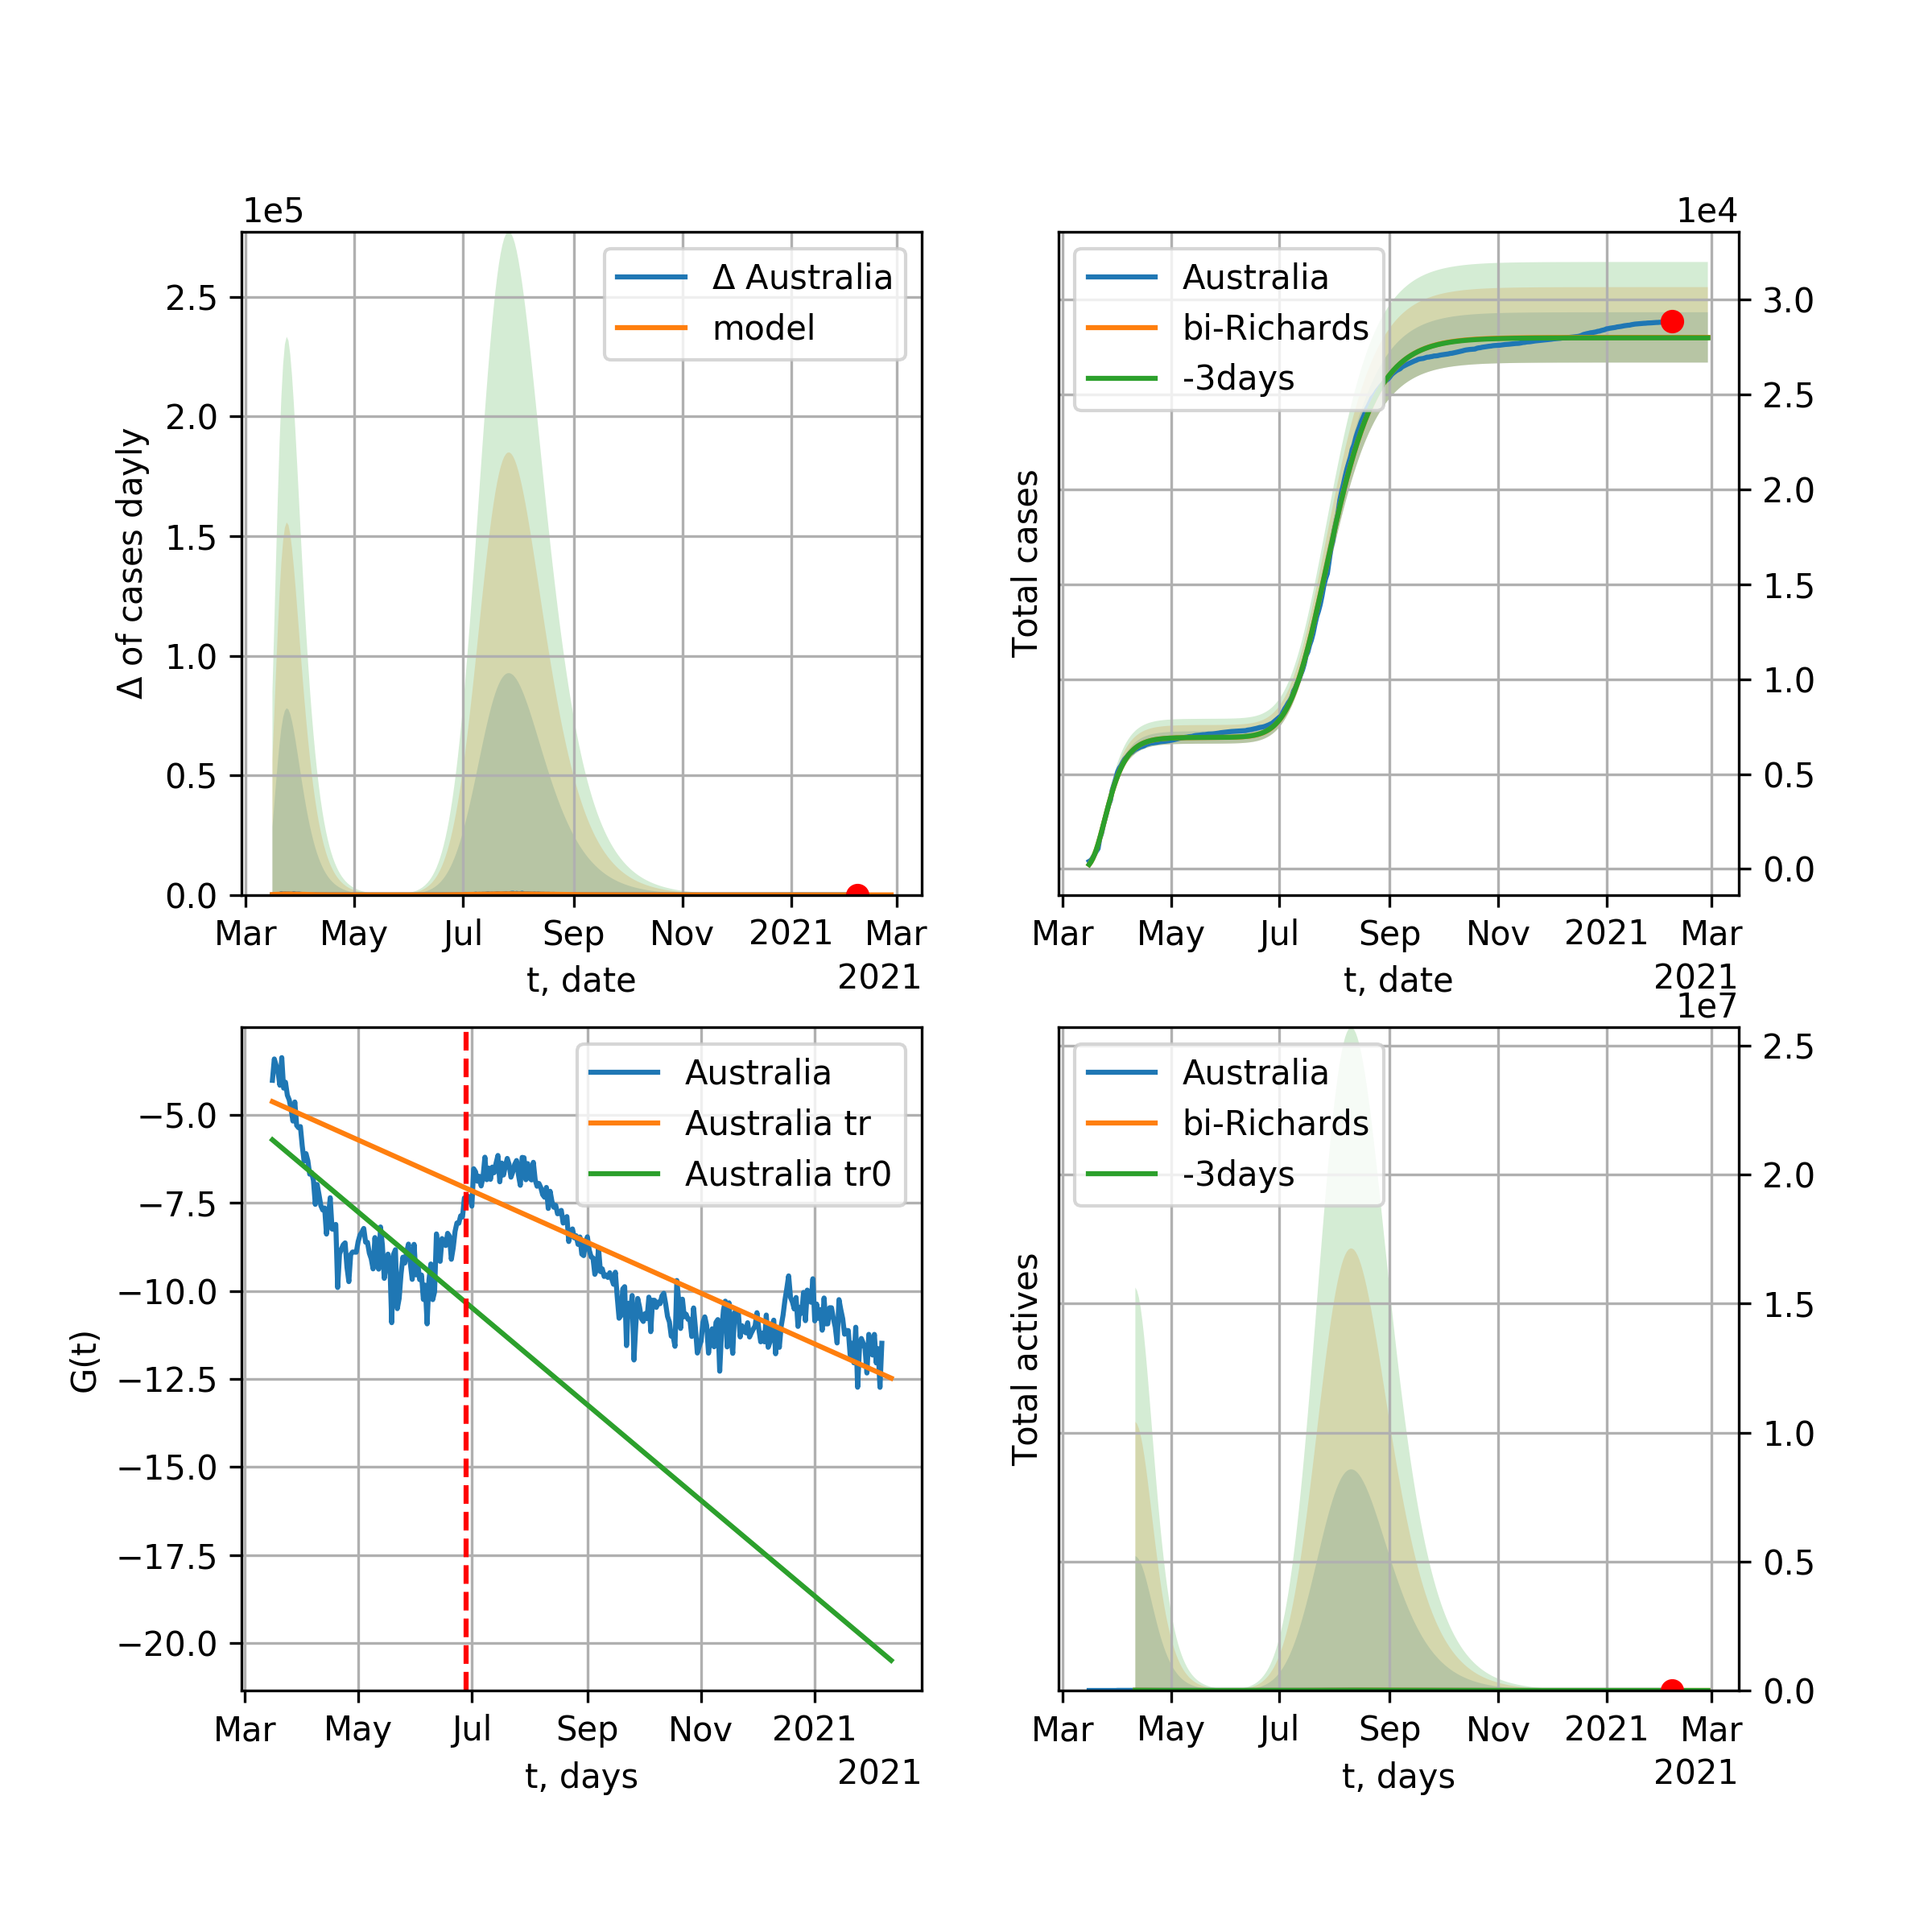 1e5
Δ Australia
model
2.5
2.0
1.5
1.0
0.5
0.0
Δ of cases dayly
Mar May Jul Sep Nov 2021 Mar
t, date 2021
1e4
Australia
bi-Richards
-3days
3.0
2.5
2.0
1.5
1.0
0.5
0.0
Total cases
Mar May Jul Sep Nov 2021 Mar
t, date 2021
Australia
Australia tr
Australia tr0
−5.0
−7.5
−10.0
−12.5
−15.0
−17.5
−20.0
G(t)
Mar May Jul Sep Nov 2021
t, days 2021
1e7
Australia
bi-Richards
-3days
2.5
2.0
1.5
1.0
0.5
0.0
Total actives
Mar May Jul Sep Nov 2021 Mar
t, days 2021